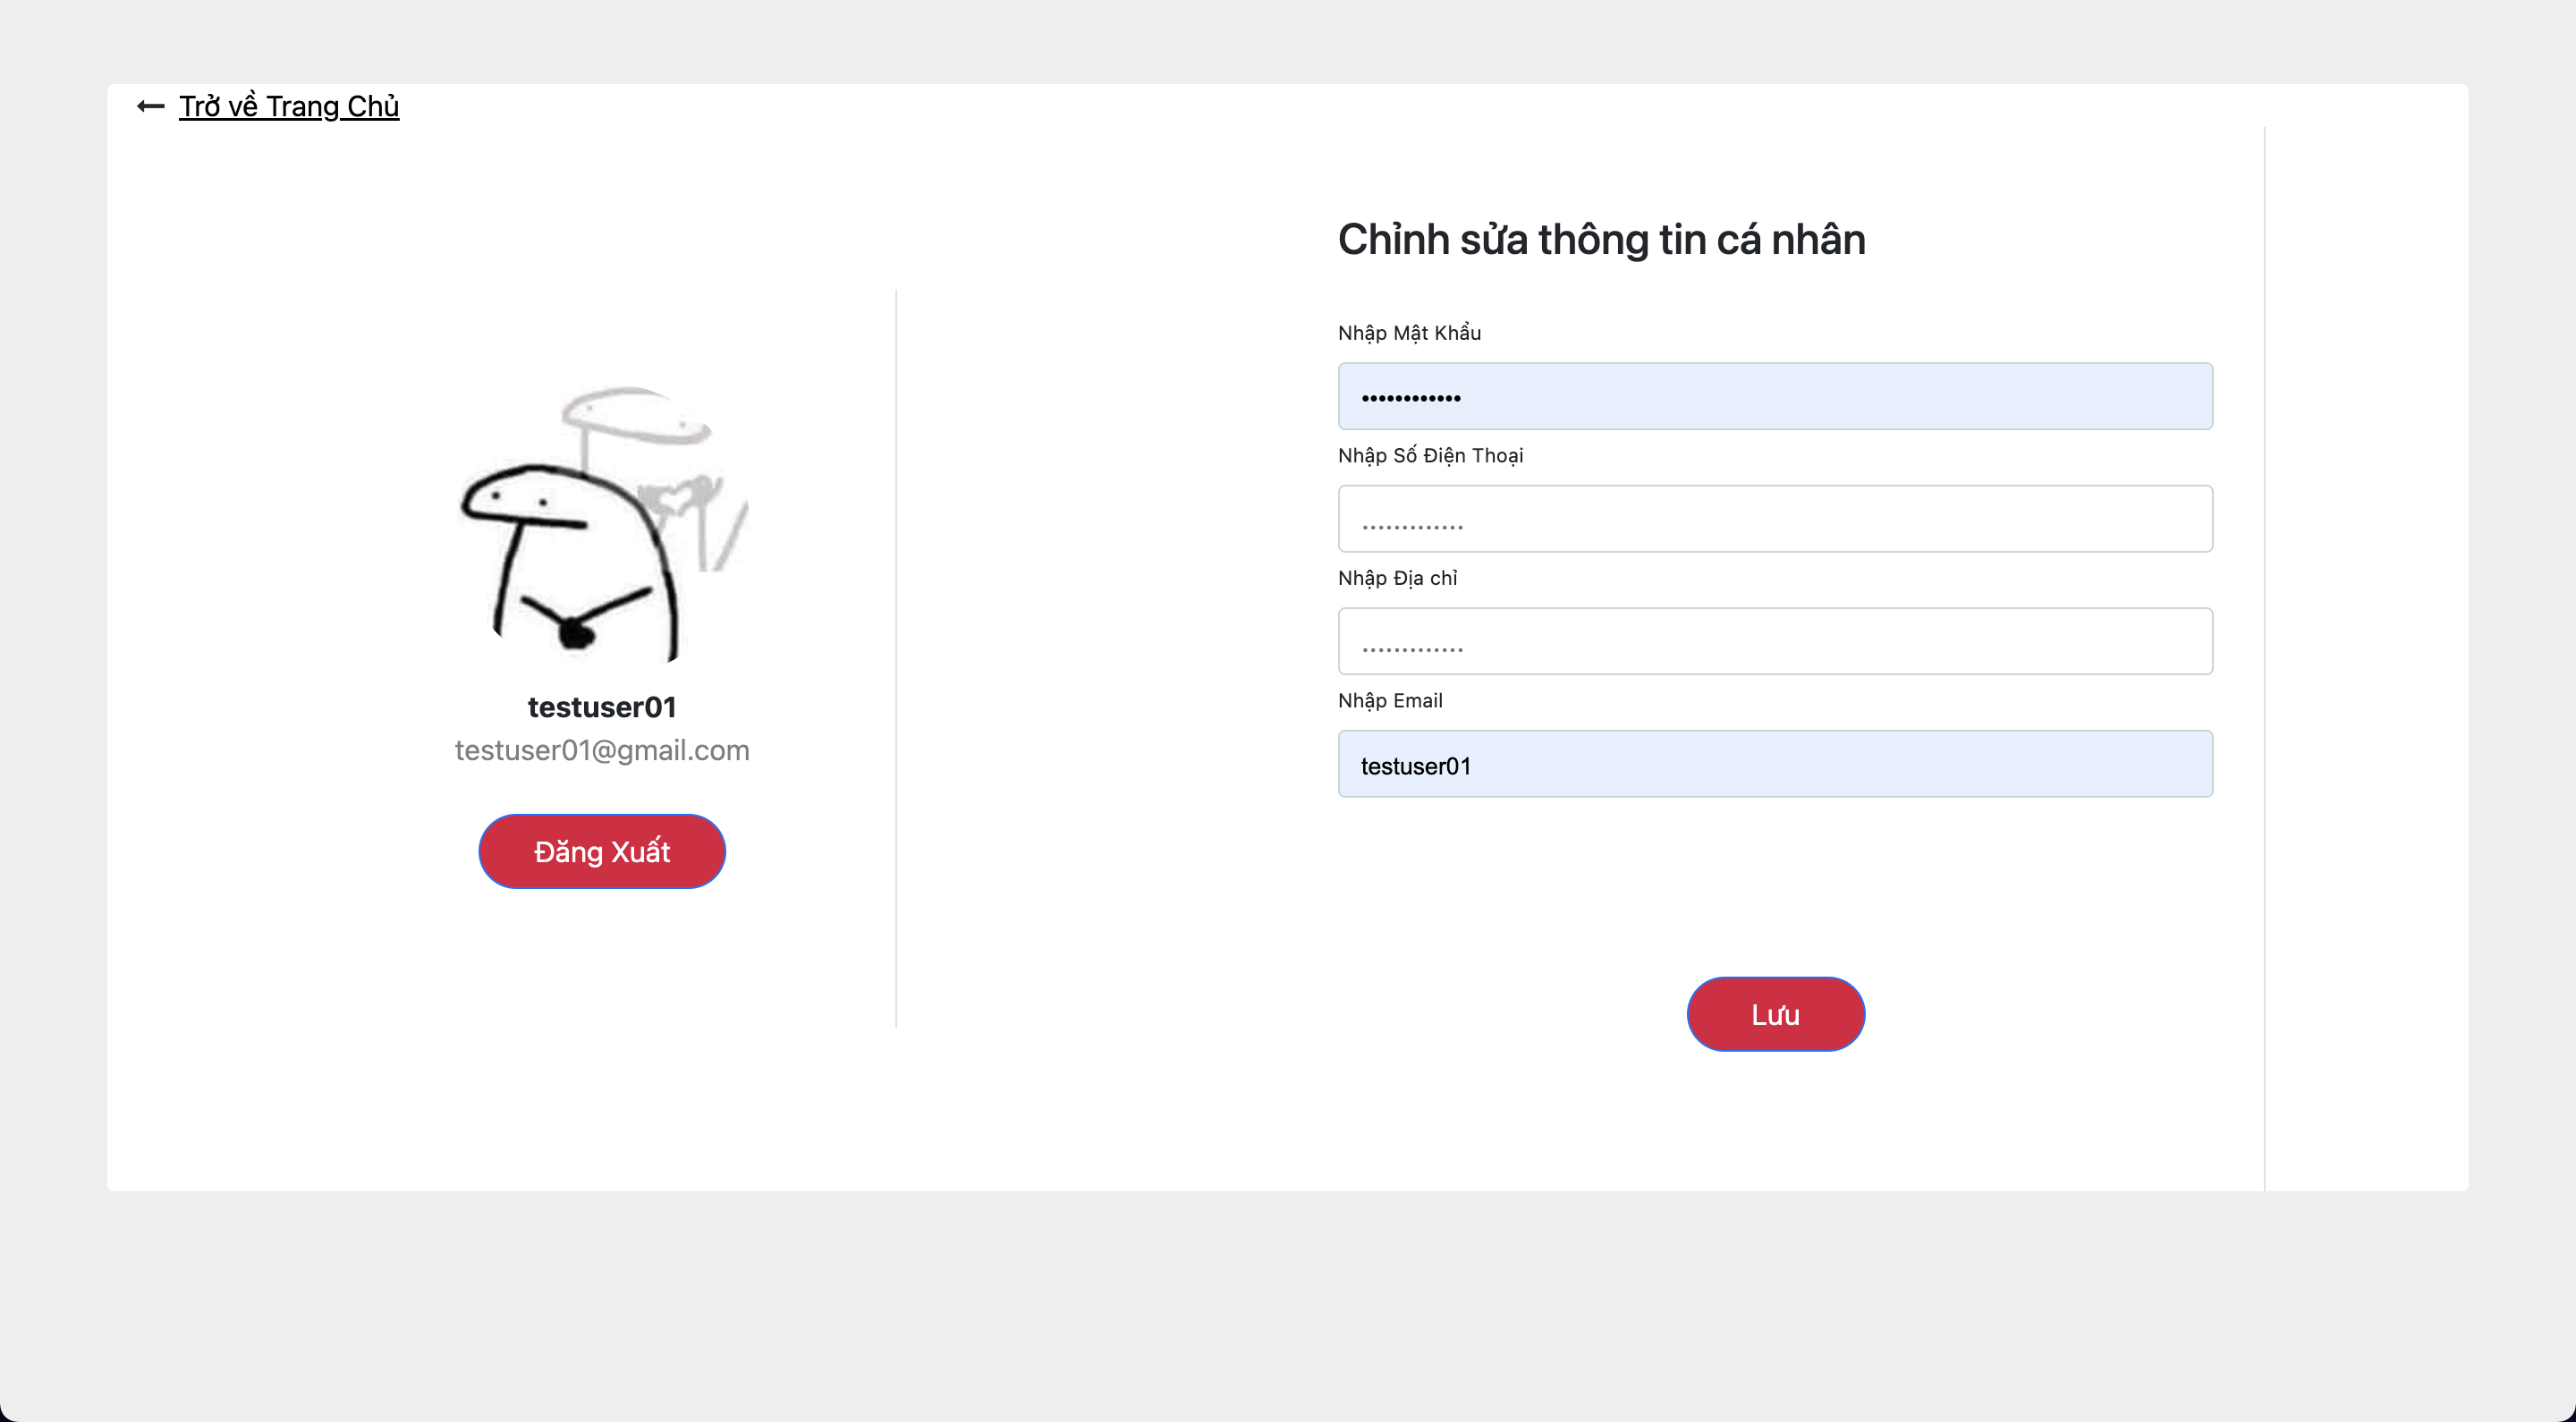 Trở về Trang Chủ
testuser01
testuser01@gmail.com
Đăng Xuất
Chỉnh sửa thông tin cá nhân
Nhập Mật Khẩu
••••••••••••
Nhập Số Điện Thoại
.............
Nhập Địa chỉ
.............
Nhập Email
testuser01
Lưu